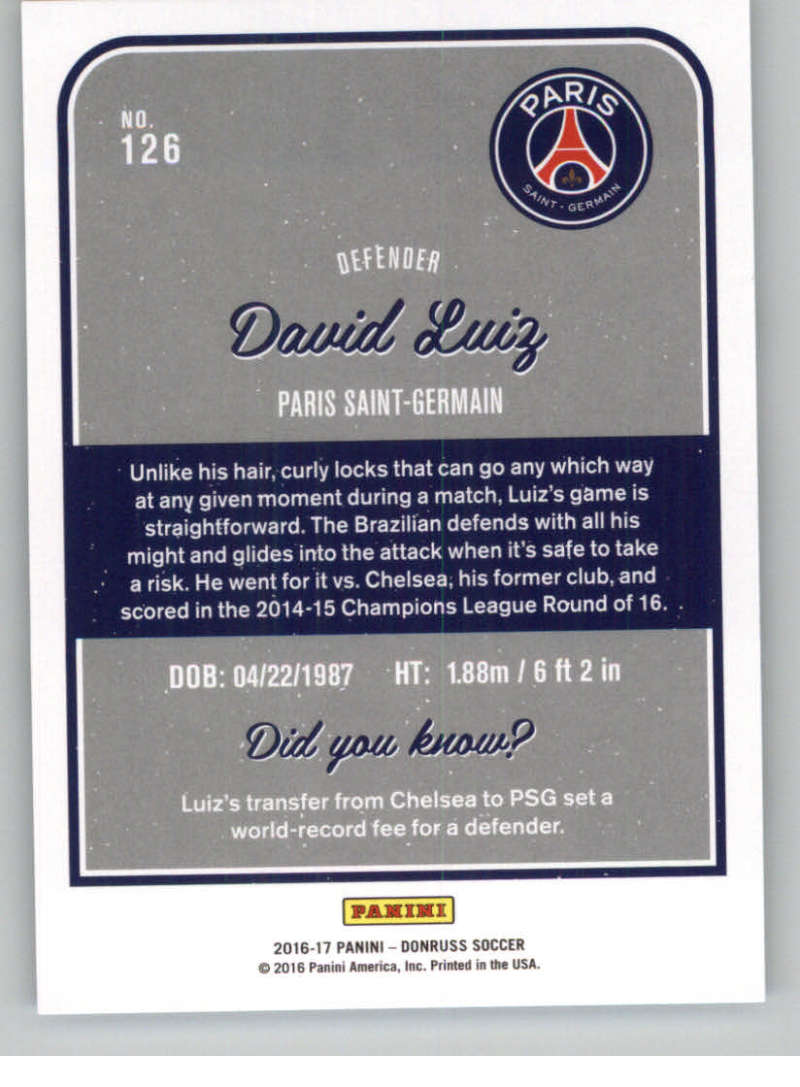 NO.
126
PARIS
SAINT-GERMAIN
DEFENDER
David Luiz
PARIS SAINT-GERMAIN
Unlike his hair, curly locks that can go any which way
at any given moment during a match, Luiz's game is
straightforward. The Brazilian defends with all his
might and glides into the attack when it's safe to take
a risk. He went for it vs. Chelsea, his former club, and
scored in the 2014-15 Champions League Round of 16.
DOB: 04/22/1987 HT: 1.88m / 6 ft 2 in
Did you know?
Luiz's transfer from Chelsea to PSG set a
world-record fee for a defender.
PANINI
2016-17 PANINI – DONRUSS SOCCER
© 2016 Panini America, Inc. Printed in the USA.